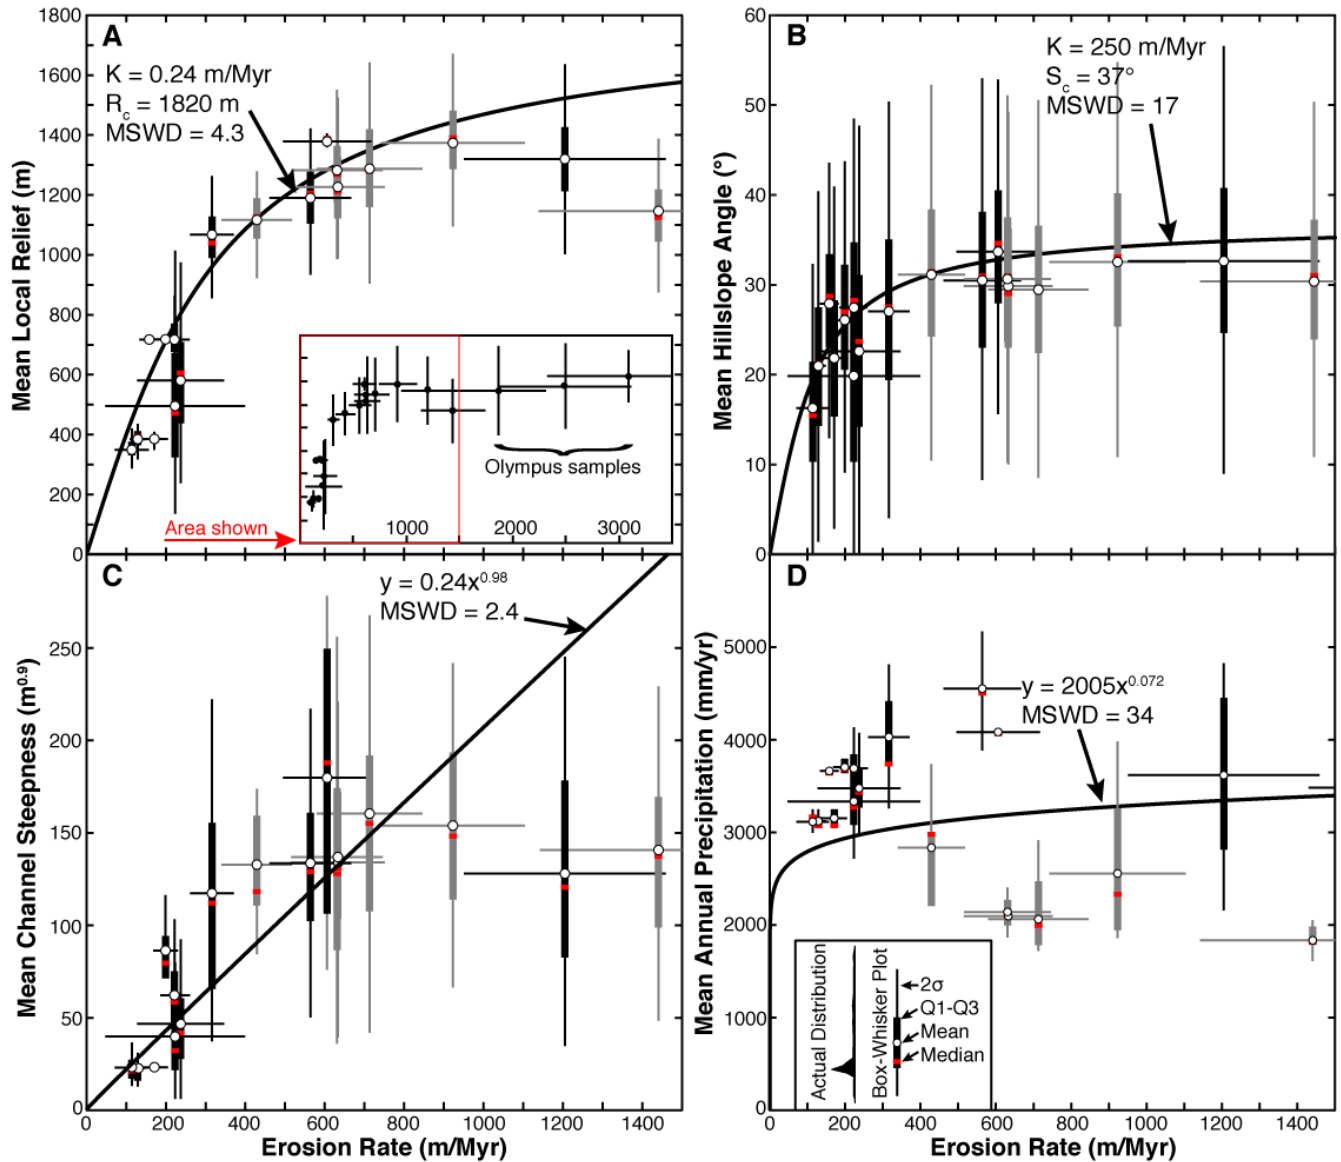 A
K = 0.24 m/Myr
Rc = 1820 m
MSWD = 4.3
Mean Local Relief (m)
1800
1600
1400
1200
1000
800
600
400
200
0
Olympus samples
Area shown
1000
2000
3000
B
K = 250 m/Myr
Sc = 37°
MSWD = 17
Mean Hillslope Angle (°)
60
50
40
30
20
10
0
C
y = 0.24x^0.98
MSWD = 2.4
Mean Channel Steepness (m^0.9)
250
200
150
100
50
0
0
200
400
600
800
1000
1200
1400
Erosion Rate (m/Myr)
D
y = 2005x^0.072
MSWD = 34
Mean Annual Precipitation (mm/yr)
5000
4000
3000
2000
1000
0
Actual Distribution
Box-Whisker Plot
2σ
Q1-Q3
Mean
Median
0
200
400
600
800
1000
1200
1400
Erosion Rate (m/Myr)